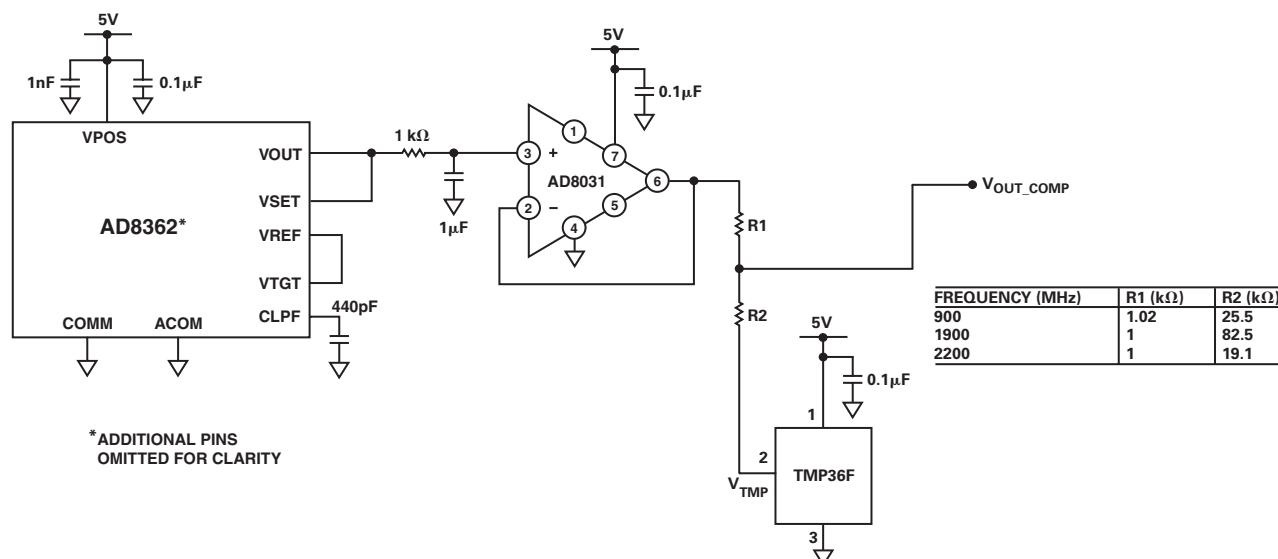 5V
1nF
0.1µF
VPOS
AD8362*
VOUT
VSET
VREF
VTGT
CLPF
COMM
ACOM
440pF
1 kΩ
1µF
5V
0.1µF
3
+
2
−
AD8031
1
7
6
5
4
R1
R2
VOUT_COMP
5V
0.1µF
1
2
VTMP
TMP36F
3
FREQUENCY (MHz) R1 (kΩ) R2 (kΩ)
900 1.02 25.5
1900 1 82.5
2200 1 19.1
*ADDITIONAL PINS
OMITTED FOR CLARITY